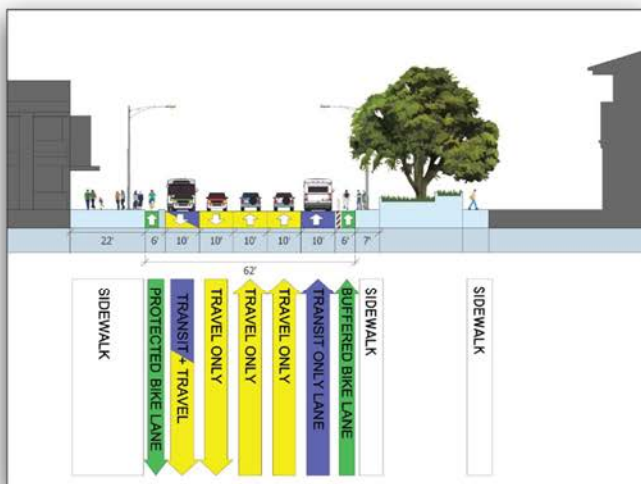 22'
6'
10'
10'
10'
10'
10'
6'
7'
62'
SIDEWALK
PROTECTED BIKE LANE
TRANSIT + TRAVEL
TRAVEL ONLY
TRAVEL ONLY
TRAVEL ONLY
TRANSIT ONLY LANE
BUFFERED BIKE LANE
SIDEWALK
SIDEWALK